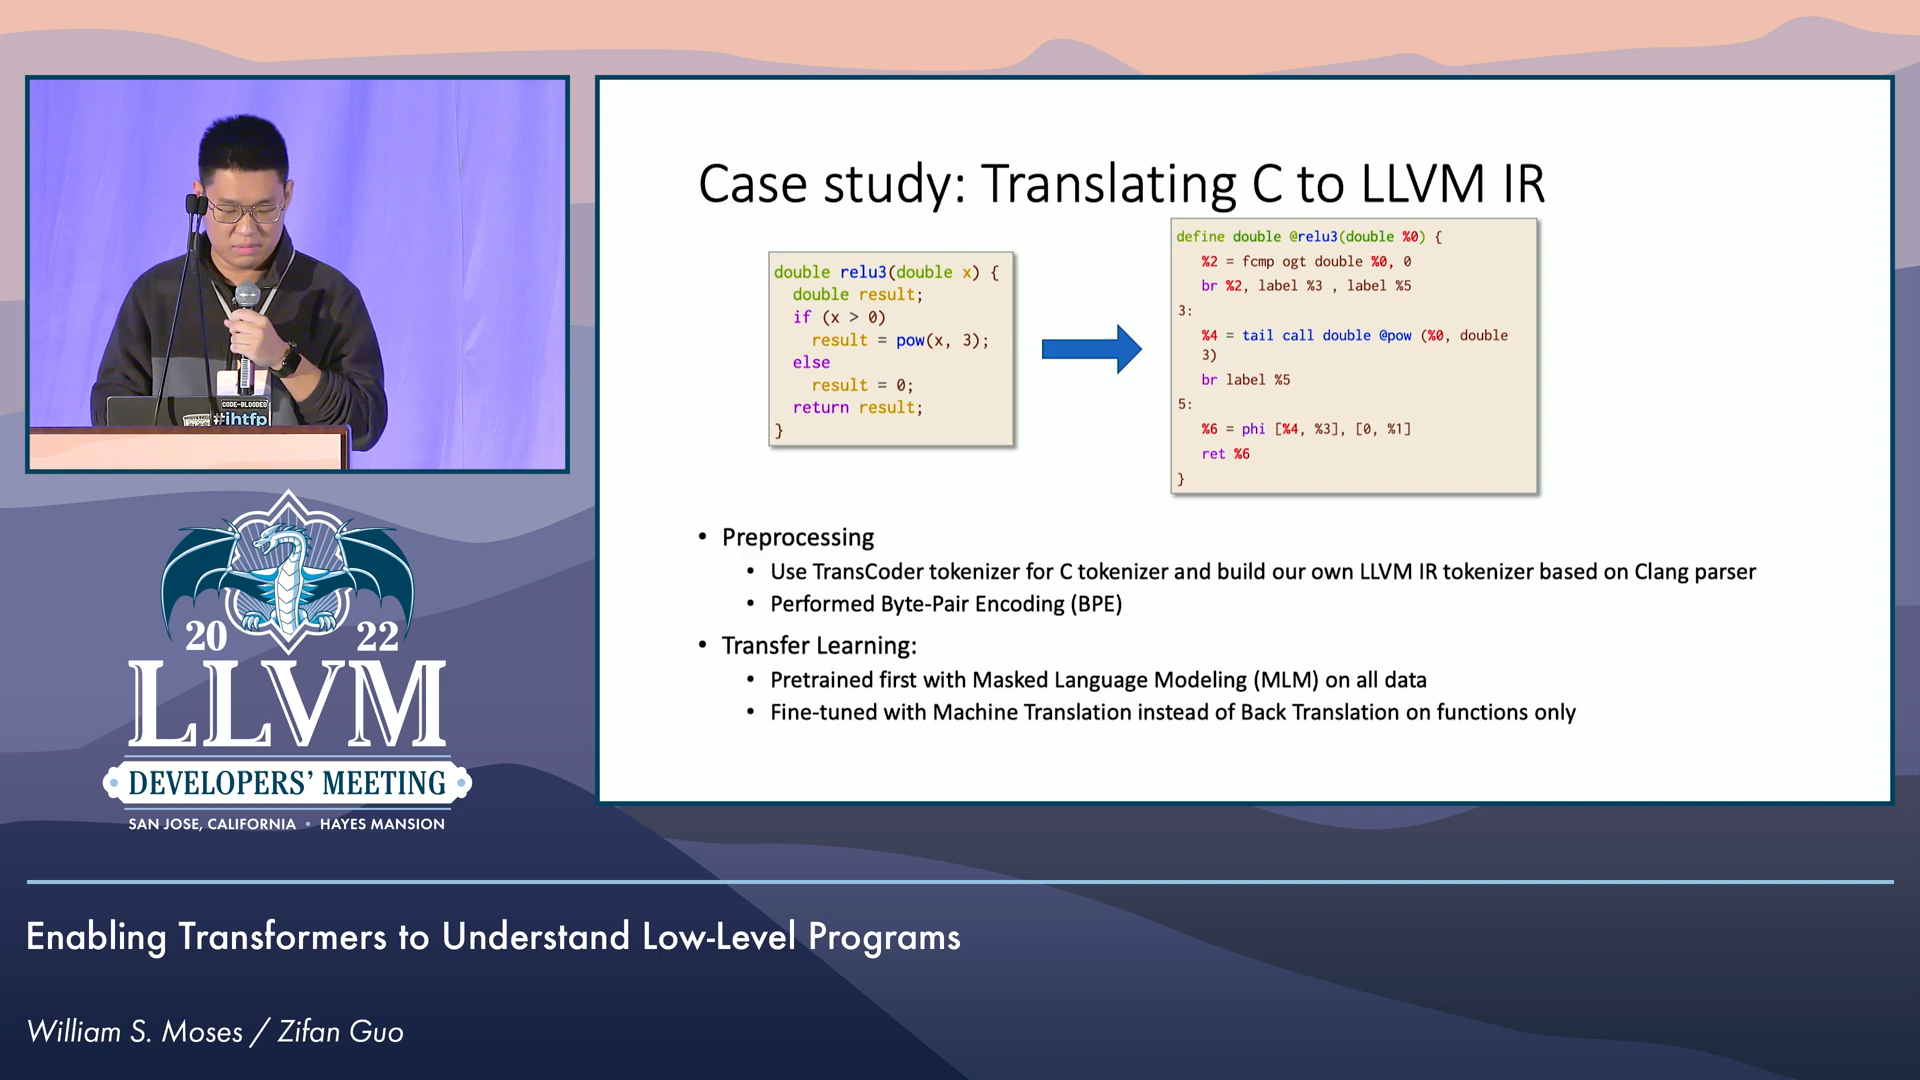 Case study: Translating C to LLVM IR
double relu3(double x) {
double result;
if (x > 0)
result = pow(x, 3);
else
result = 0;
return result;
}
define double @relu3(double %0) {
%2 = fcmp ogt double %0, 0
br %2, label %3 , label %5
3:
%4 = tail call double @pow (%0, double
3)
br label %5
5:
%6 = phi [%4, %3], [0, %1]
ret %6
}
• Preprocessing
• Use TransCoder tokenizer for C tokenizer and build our own LLVM IR tokenizer based on Clang parser
• Performed Byte-Pair Encoding (BPE)
• Transfer Learning:
• Pretrained first with Masked Language Modeling (MLM) on all data
• Fine-tuned with Machine Translation instead of Back Translation on functions only
CODE-BLOODED
#ihtfp
20 22
LLVM
DEVELOPERS' MEETING
SAN JOSE, CALIFORNIA • HAYES MANSION
Enabling Transformers to Understand Low-Level Programs
William S. Moses / Zifan Guo